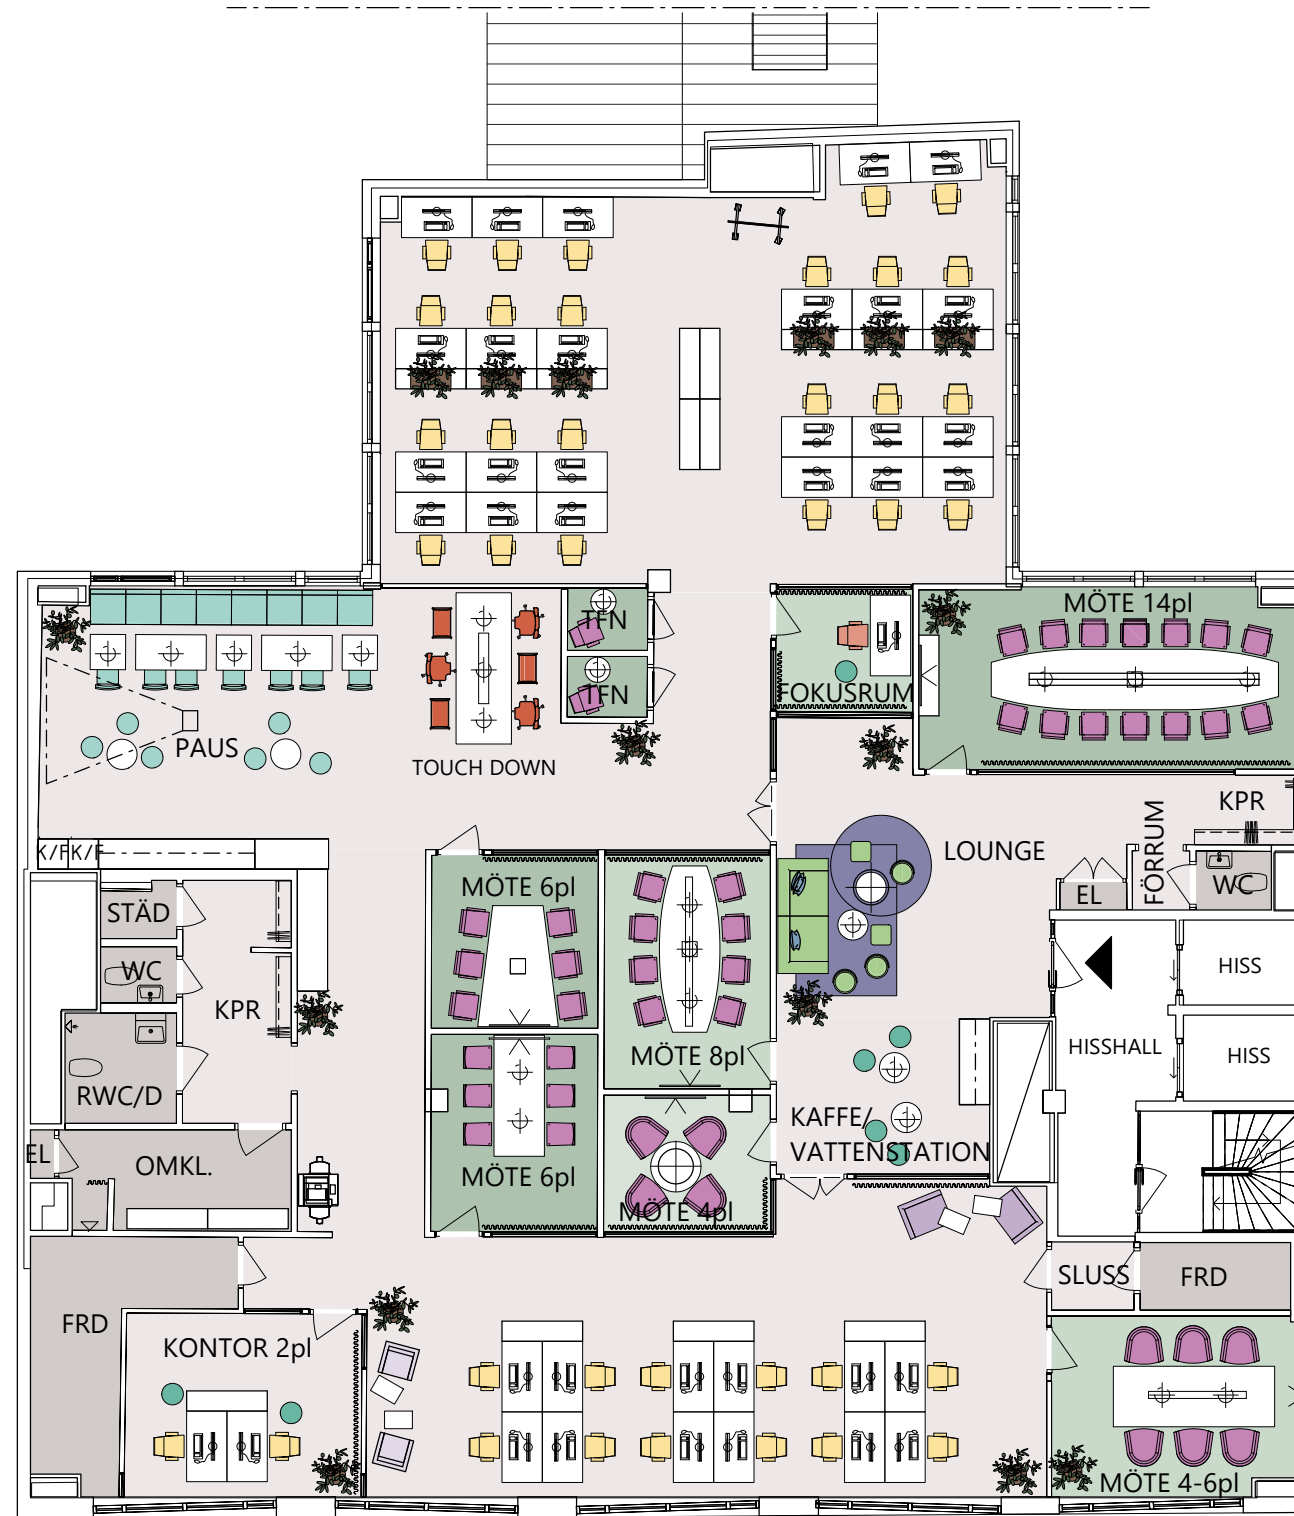 MÖTE 14pl
TFN
TFN
FOKUSRUM
PAUS
TOUCH DOWN
KPR
K/F
K/F
LOUNGE
FÖRRUM
MÖTE 6pl
EL
WC
STÄD
WC
HISS
KPR
HISSHALL
MÖTE 8pl
HISS
RWC/D
KAFFE/
VATTENSTATION
EL
OMKL.
MÖTE 6pl
MÖTE 4pl
SLUSS
FRD
FRD
KONTOR 2pl
MÖTE 4-6pl